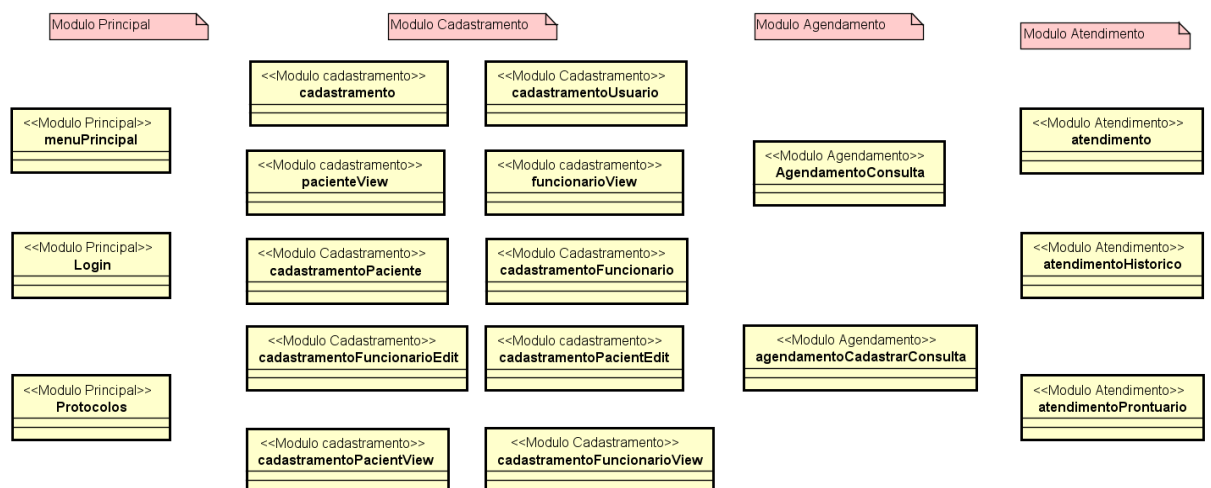 Modulo Principal
Modulo Cadastramento
Modulo Agendamento
Modulo Atendimento
<<Modulo Principal>>
menuPrincipal
<<Modulo Principal>>
Login
<<Modulo Principal>>
Protocolos
<<Modulo cadastramento>>
cadastramento
<<Modulo Cadastramento>>
cadastramentoUsuario
<<Modulo cadastramento>>
pacienteView
<<Modulo cadastramento>>
funcionarioView
<<Modulo Cadastramento>>
cadastramentoPaciente
<<Modulo Cadastramento>>
cadastramentoFuncionario
<<Modulo Cadastramento>>
cadastramentoFuncionarioEdit
<<Modulo cadastramento>>
cadastramentoPacientEdit
<<Modulo cadastramento>>
cadastramentoPacientView
<<Modulo Cadastramento>>
cadastramentoFuncionarioView
<<Modulo Agendamento>>
AgendamentoConsulta
<<Modulo Agendamento>>
agendamentoCadastrarConsulta
<<Modulo Atendimento>>
atendimento
<<Modulo Atendimento>>
atendimentoHistorico
<<Modulo Atendimento>>
atendimentoProntuario